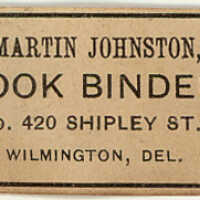 MARTIN JOHNSTON,
OOK BINDE
o. 420 SHIPLEY ST.
WILMINGTON, DEL.